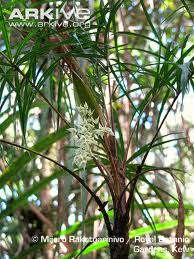 ARKIVE
www.arkive.org
© Mijoro Rakotoarinivo / Royal Botanic
Gardens, Kew